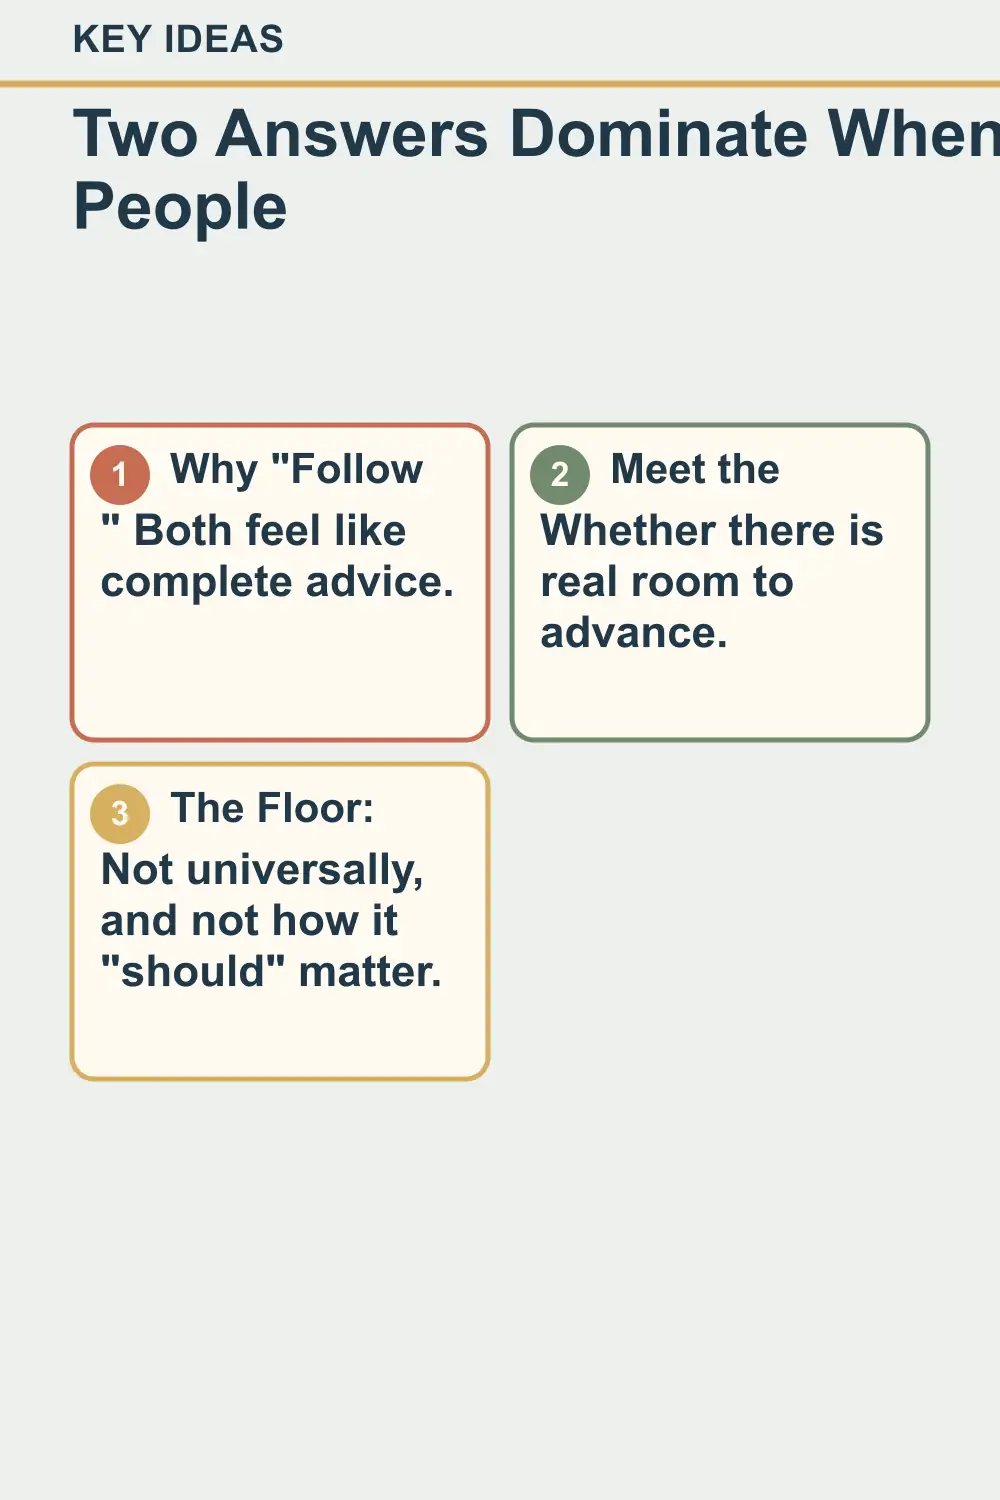 KEY IDEAS
Two Answers Dominate When
People
1 Why "Follow
" Both feel like
complete advice.
2 Meet the
Whether there is
real room to
advance.
3 The Floor:
Not universally,
and not how it
"should" matter.